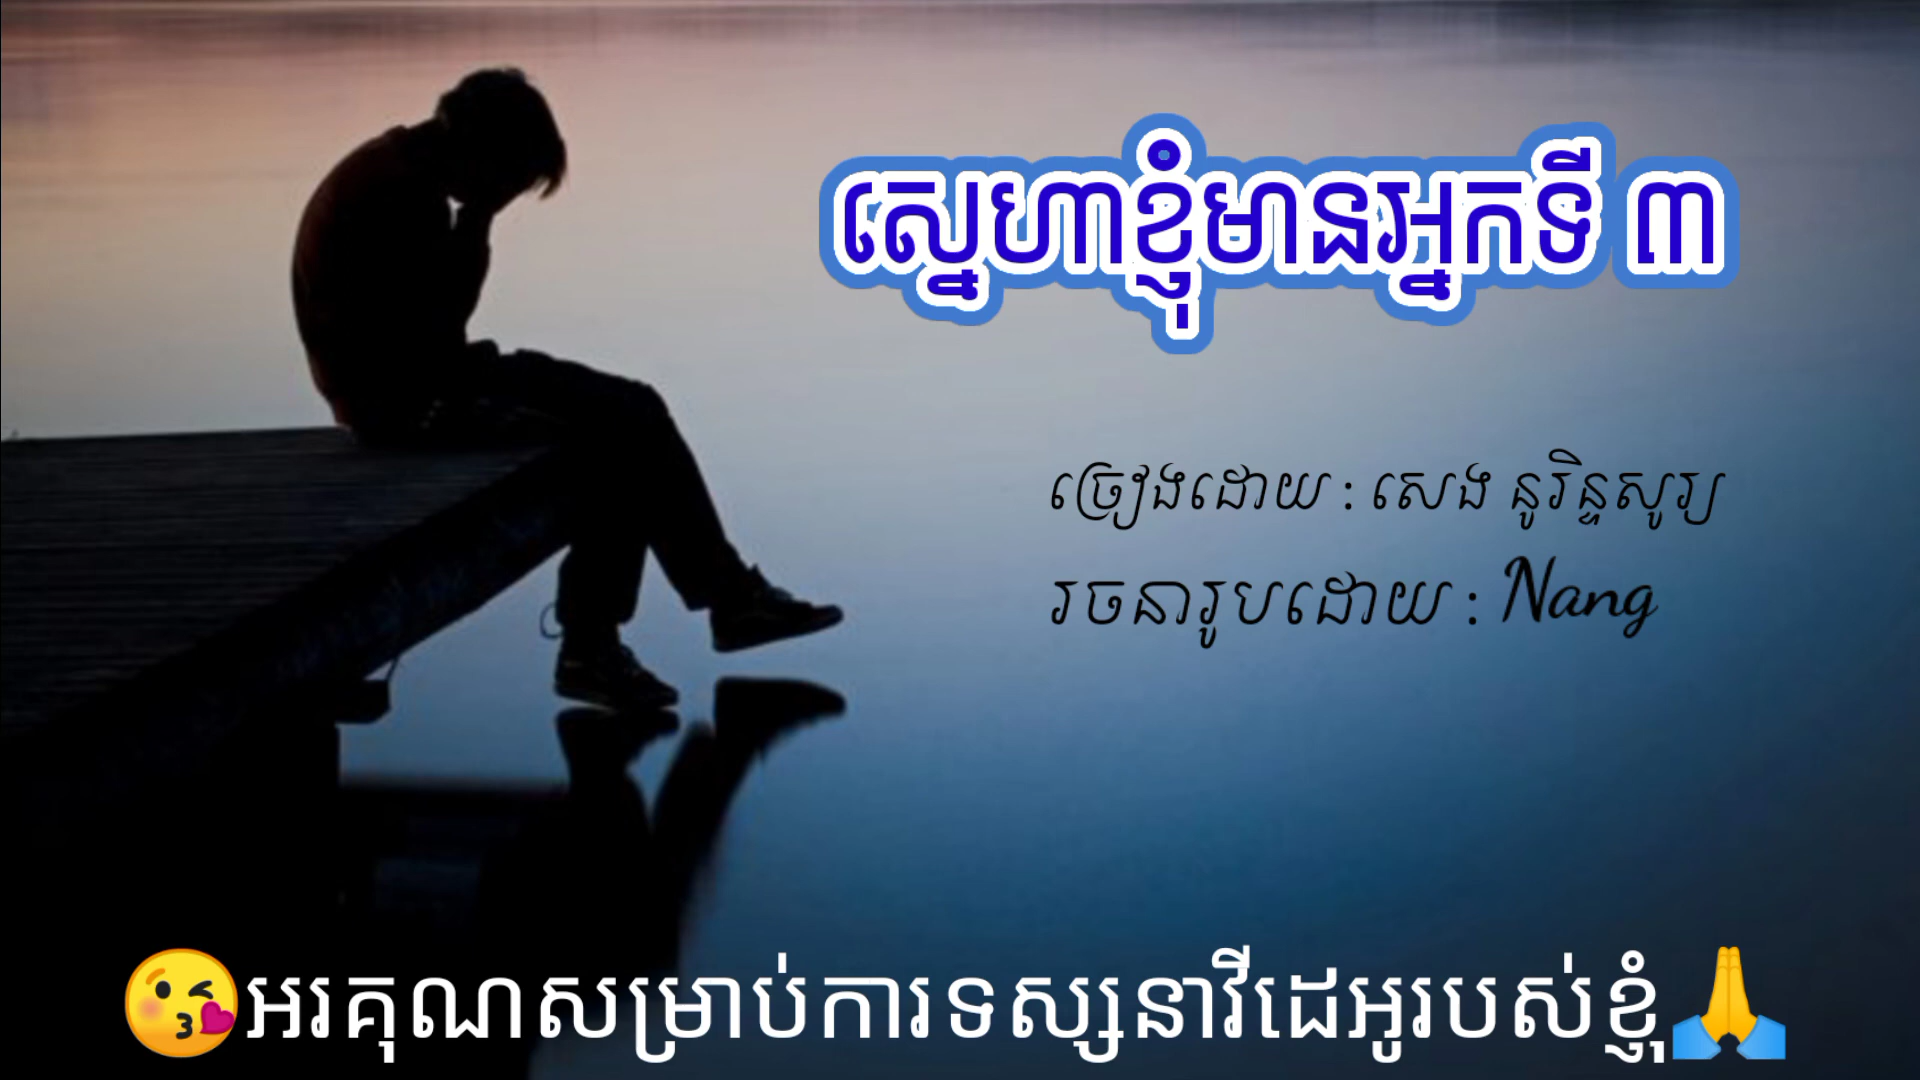 ស្នេហាខ្ញុំមានអ្នកទី ៣
ច្រៀងដោយ : សេង នូរិន្ទសូរ្យ
រចនារូបដោយ : Nang
😘អរគុណសម្រាប់ការទស្សនាវីដេអូរបស់ខ្ញុំ🙏